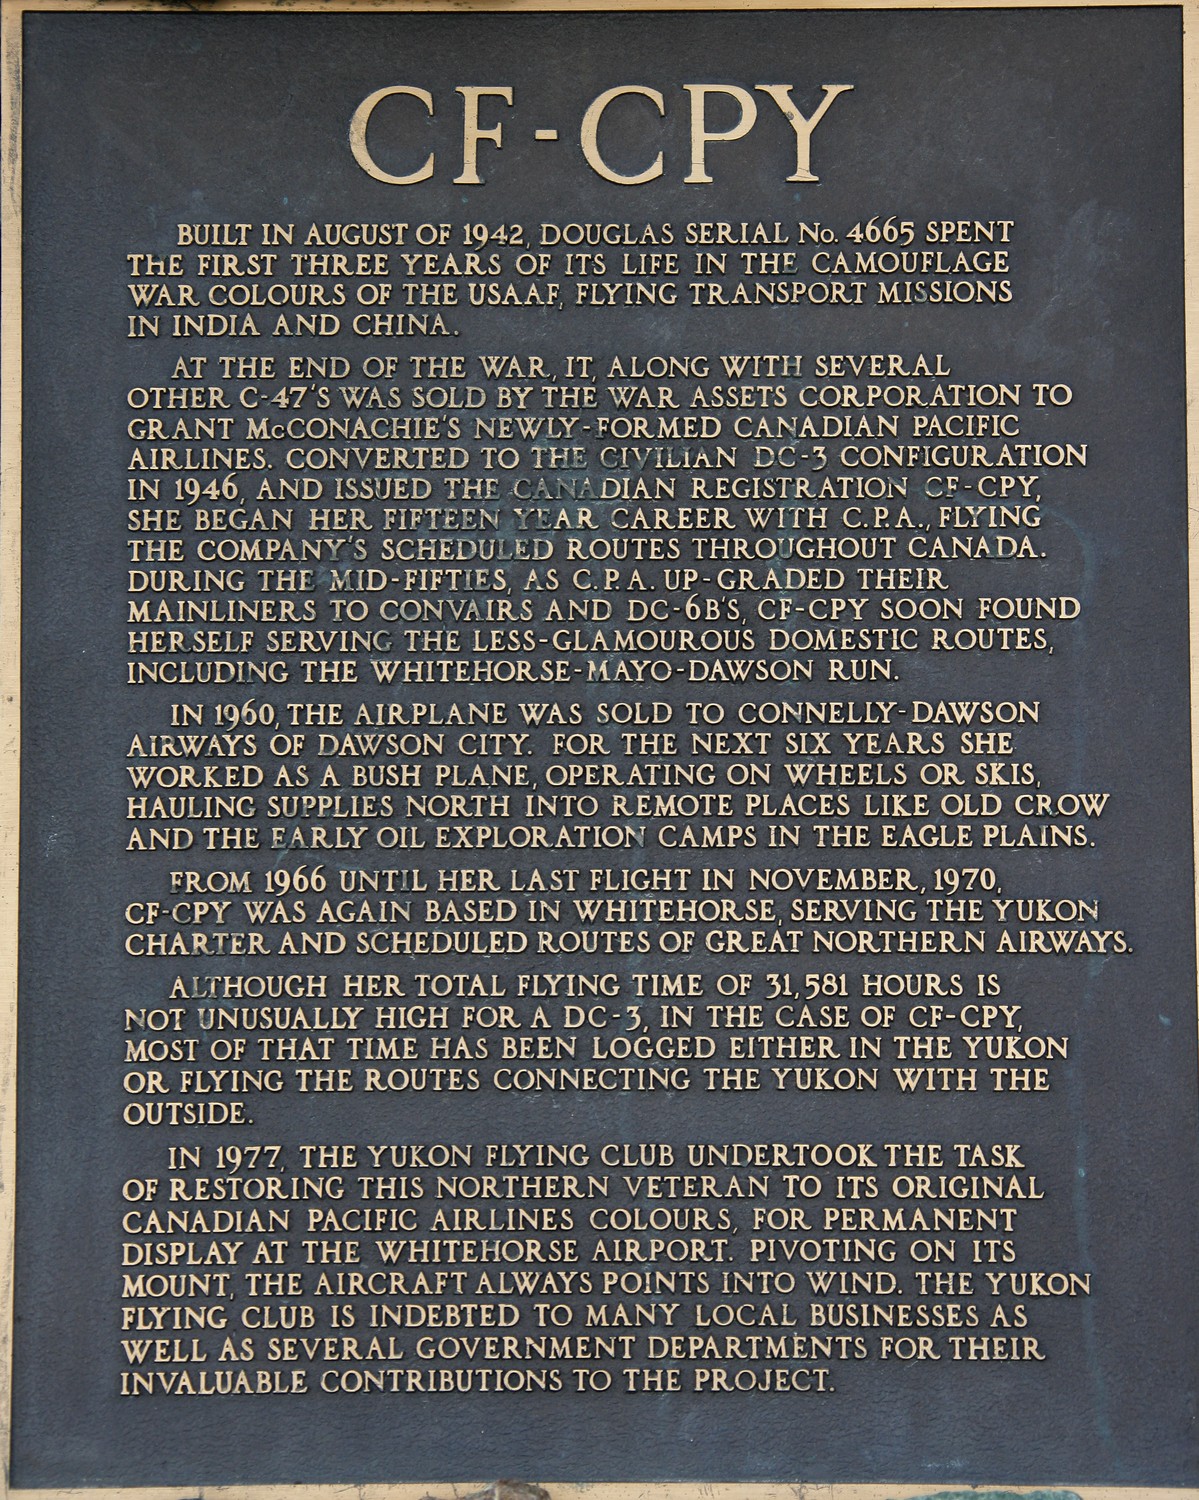 CF-CPY
BUILT IN AUGUST OF 1942, DOUGLAS SERIAL No. 4665 SPENT
THE FIRST THREE YEARS OF ITS LIFE IN THE CAMOUFLAGE
WAR COLOURS OF THE USAAF, FLYING TRANSPORT MISSIONS
IN INDIA AND CHINA.
AT THE END OF THE WAR, IT, ALONG WITH SEVERAL
OTHER C-47'S WAS SOLD BY THE WAR ASSETS CORPORATION TO
GRANT McCONACHIE'S NEWLY-FORMED CANADIAN PACIFIC
AIRLINES. CONVERTED TO THE CIVILIAN DC-3 CONFIGURATION
IN 1946, AND ISSUED THE CANADIAN REGISTRATION CF-CPY,
SHE BEGAN HER FIFTEEN YEAR CAREER WITH C.P.A., FLYING
THE COMPANY'S SCHEDULED ROUTES THROUGHOUT CANADA.
DURING THE MID-FIFTIES, AS C.P.A. UP-GRADED THEIR
MAINLINERS TO CONVAIRS AND DC-6B'S, CF-CPY SOON FOUND
HERSELF SERVING THE LESS-GLAMOUROUS DOMESTIC ROUTES,
INCLUDING THE WHITEHORSE-MAYO-DAWSON RUN.
IN 1960, THE AIRPLANE WAS SOLD TO CONNELLY-DAWSON
AIRWAYS OF DAWSON CITY. FOR THE NEXT SIX YEARS SHE
WORKED AS A BUSH PLANE, OPERATING ON WHEELS OR SKIS,
HAULING SUPPLIES NORTH INTO REMOTE PLACES LIKE OLD CROW
AND THE EARLY OIL EXPLORATION CAMPS IN THE EAGLE PLAINS.
FROM 1966 UNTIL HER LAST FLIGHT IN NOVEMBER, 1970,
CF-CPY WAS AGAIN BASED IN WHITEHORSE, SERVING THE YUKON
CHARTER AND SCHEDULED ROUTES OF GREAT NORTHERN AIRWAYS.
ALTHOUGH HER TOTAL FLYING TIME OF 31,581 HOURS IS
NOT UNUSUALLY HIGH FOR A DC-3, IN THE CASE OF CF-CPY,
MOST OF THAT TIME HAS BEEN LOGGED EITHER IN THE YUKON
OR FLYING THE ROUTES CONNECTING THE YUKON WITH THE
OUTSIDE.
IN 1977, THE YUKON FLYING CLUB UNDERTOOK THE TASK
OF RESTORING THIS NORTHERN VETERAN TO ITS ORIGINAL
CANADIAN PACIFIC AIRLINES COLOURS, FOR PERMANENT
DISPLAY AT THE WHITEHORSE AIRPORT. PIVOTING ON ITS
MOUNT, THE AIRCRAFT ALWAYS POINTS INTO WIND. THE YUKON
FLYING CLUB IS INDEBTED TO MANY LOCAL BUSINESSES AS
WELL AS SEVERAL GOVERNMENT DEPARTMENTS FOR THEIR
INVALUABLE CONTRIBUTIONS TO THE PROJECT.